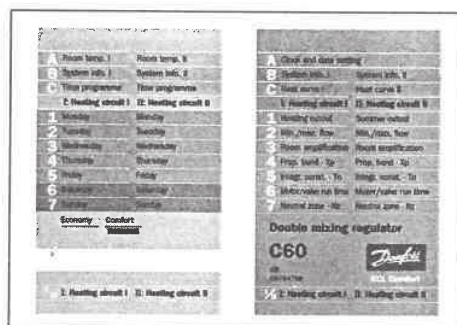 A Room temp. I Room temp. II
B System info. I System info. II
C Time programme Time programme
I: Heating circuit I II: Heating circuit II
1 Monday Monday
2 Tuesday Tuesday
3 Wednesday Wednesday
4 Thursday Thursday
5 Friday Friday
6 Saturday Saturday
7 Sunday Sunday
Economy Comfort
I: Heating circuit I II: Heating circuit II
A Clock and data setting
B System info. I System info. II
C Heat curve I Heat curve II
I: Heating circuit I II: Heating circuit II
1 Heating cutout Summer cutout
2 Min./max. flow Min./max. flow
3 Room amplification Room amplification
4 Prop. band - Xp Prop. band - Xp
5 Integr. const. - Tn Integr. const. - Tn
6 Motor/valve run time Motor/valve run time
7 Neutral zone - Nz Neutral zone - Nz
Double mixing regulator
C60
Danfoss
ECL Comfort
I: Heating circuit I II: Heating circuit II